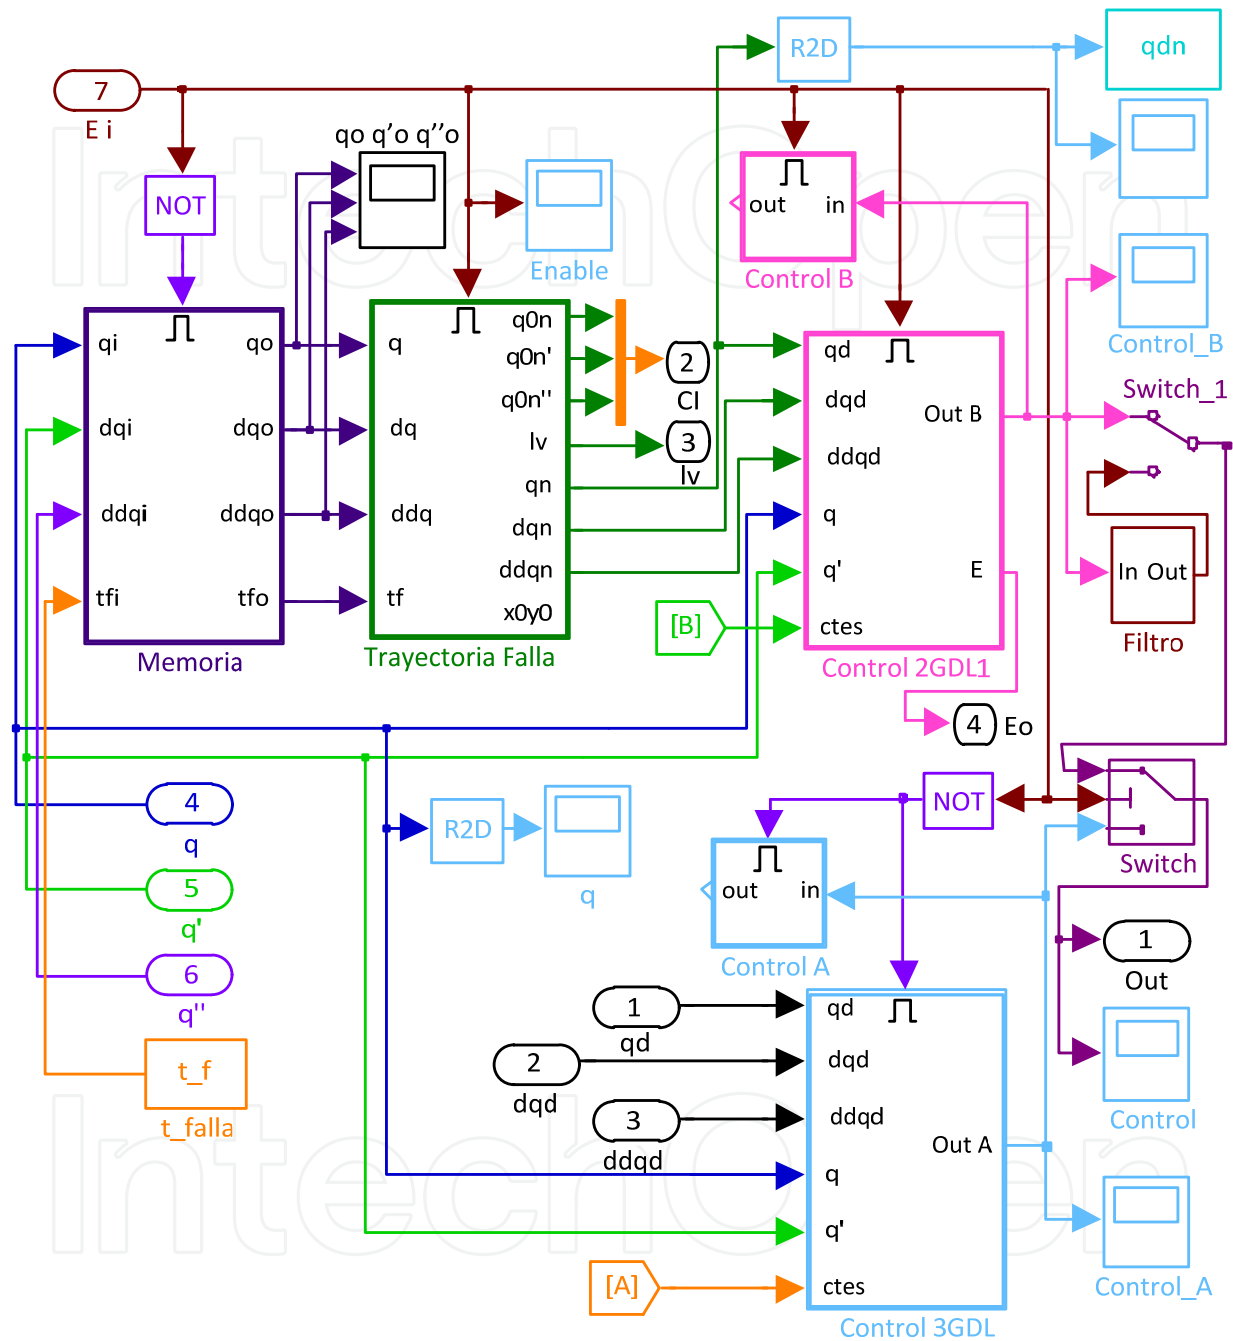 R2D
qdn
7
E i
qo q'o q''o
NOT
out
in
Enable
Control B
Control_B
qi
qo
dqi
dqo
ddqi
ddqo
tfi
tfo
Memoria
q
dq
ddq
tf
q0n
q0n'
q0n''
lv
qn
dqn
ddqn
x0y0
Trayectoria Falla
2
CI
3
lv
qd
dqd
ddqd
q
q'
ctes
Out B
E
Control 2GDL1
[B]
Switch_1
In Out
Filtro
4
Eo
4
q
5
q'
6
q''
t_f
t_falla
R2D
q
NOT
Switch
out
in
Control A
1
Out
Control
1
qd
2
dqd
3
ddqd
[A]
qd
dqd
ddqd
q
q'
ctes
Out A
Control 3GDL
Control_A
IntechOpen
IntechOpen